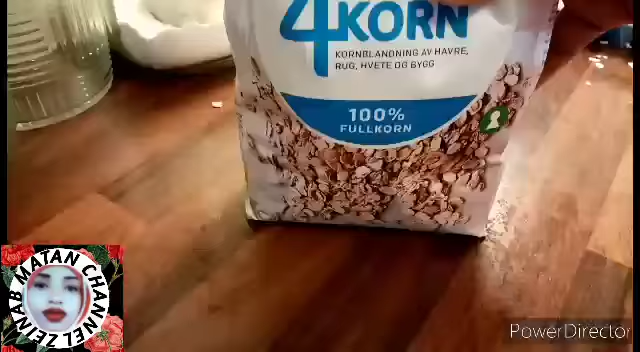 4KORN
KORNBLANDNING AV HAVRE,
RUG, HVETE OG BYGG
100%
FULLKORN
ZEINAB MATAN CHANNEL
PowerDirector